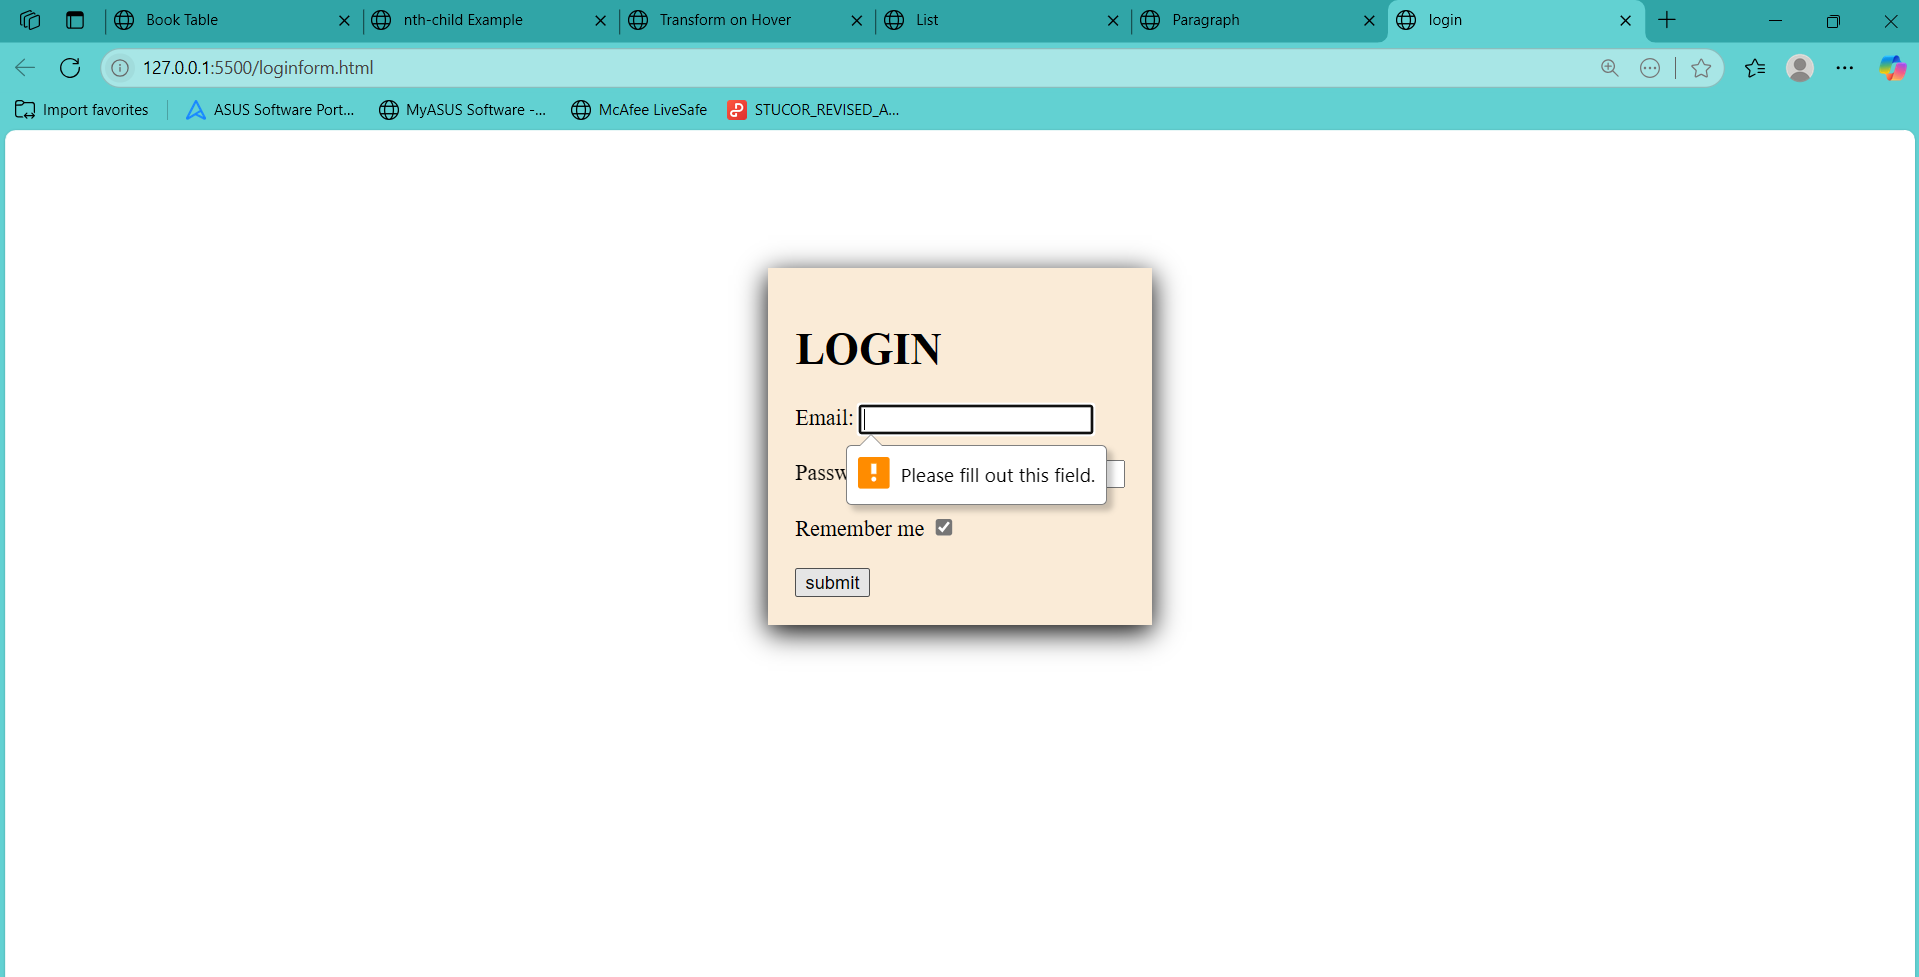 Book Table
nth-child Example
Transform on Hover
List
Paragraph
login
127.0.0.1:5500/loginform.html
Import favorites
ASUS Software Port...
MyASUS Software -...
McAfee LiveSafe
STUCOR_REVISED_A...
LOGIN
Email:
Passw
Please fill out this field.
Remember me
submit